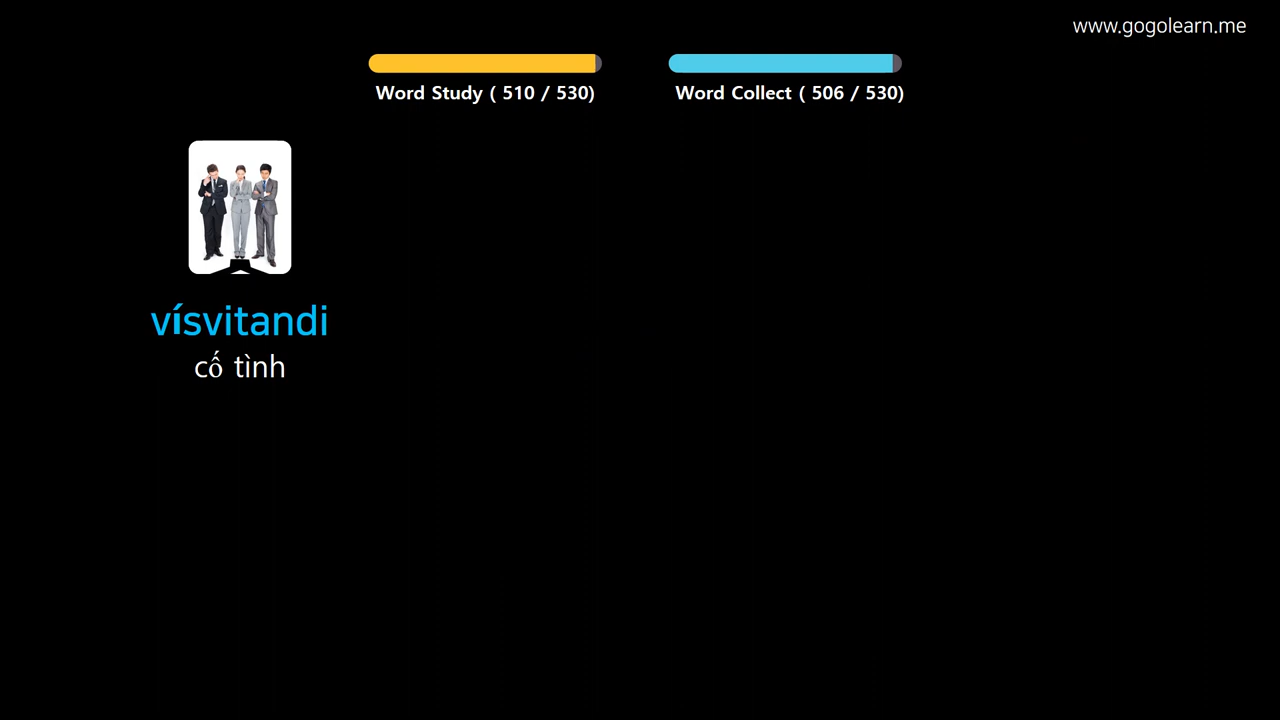 www.gogolearn.me
Word Study ( 510 / 530)
Word Collect ( 506 / 530)
vísvitandi
cố tình